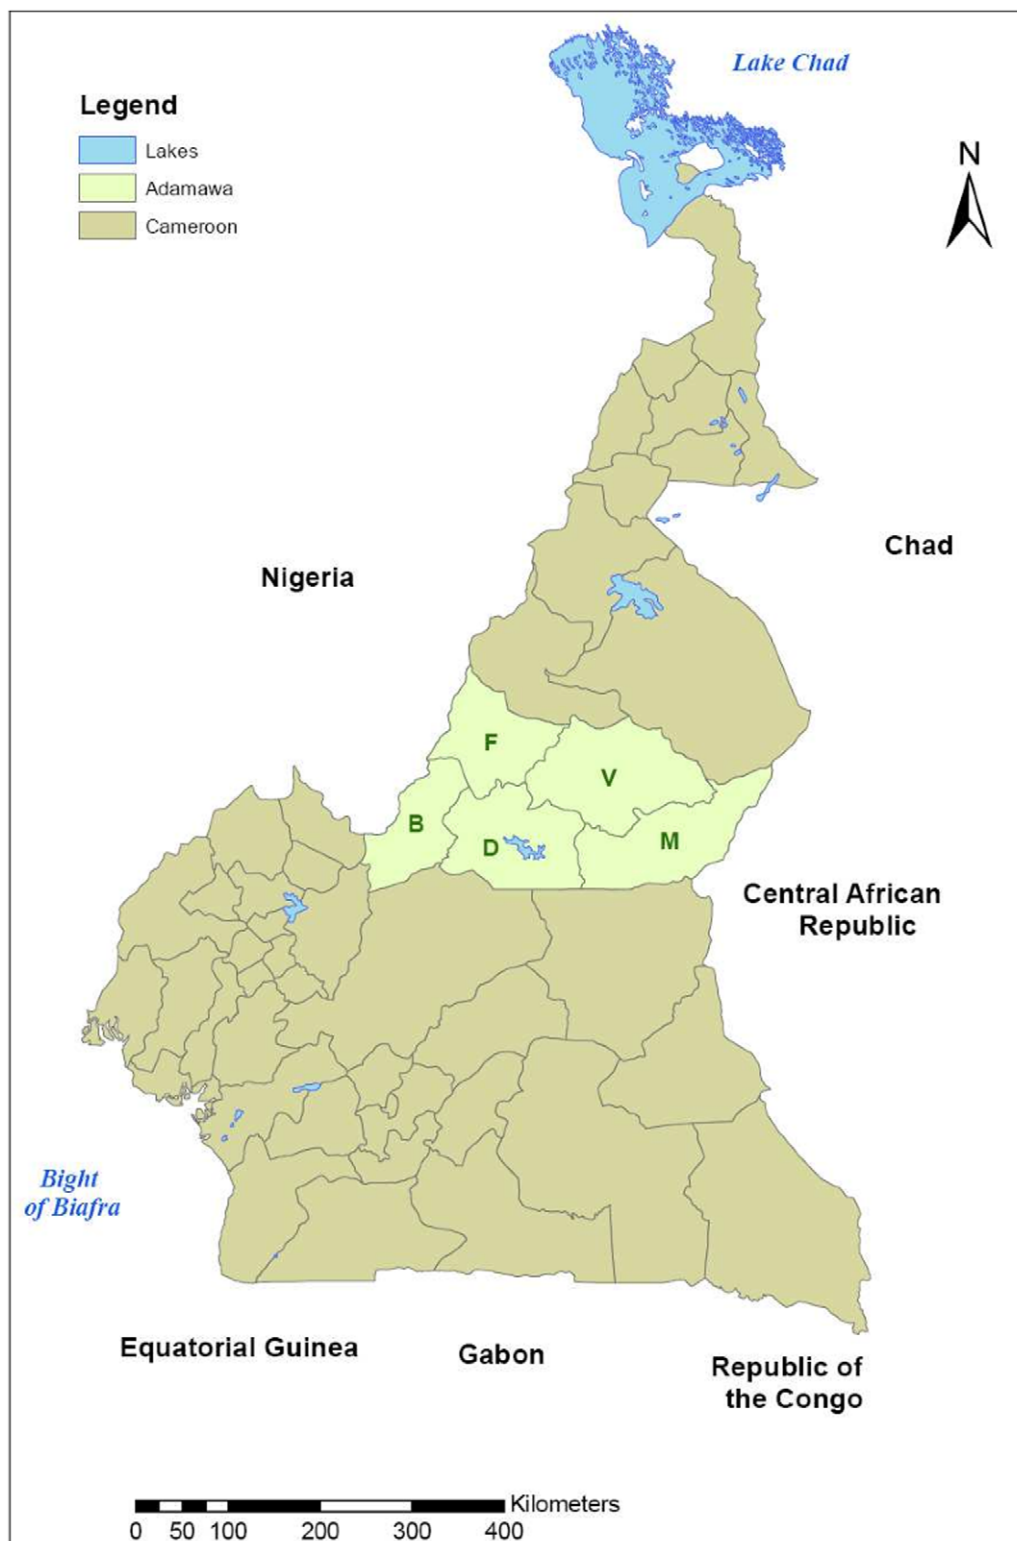 Lake Chad
Legend
Lakes
Adamawa
Cameroon
N
Chad
Nigeria
F
V
B
D
M
Central African
Republic
Bight
of Biafra
Equatorial Guinea
Gabon
Republic of
the Congo
Kilometers
0 50 100 200 300 400